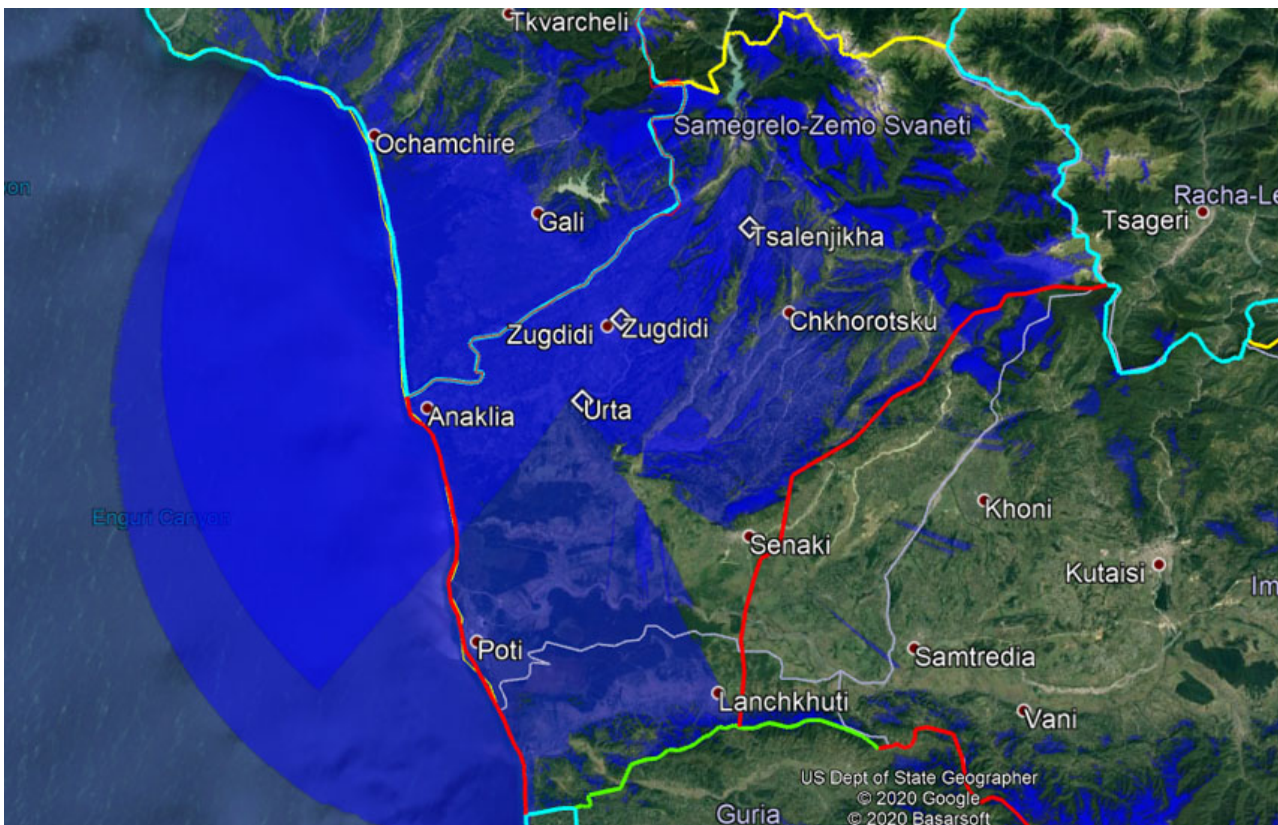 Tkvarcheli
Samegrelo-Zemo Svaneti
Ochamchire
yon
Racha-Le
Tsageri
Gali
Tsalenjikha
Chkhorotsku
Zugdidi
Zugdidi
Anaklia
Urta
Enguri Canyon
Khoni
Senaki
Kutaisi
Im
Poti
Samtredia
Lanchkhuti
Vani
US Dept of State Geographer
© 2020 Google
© 2020 Basarsoft
Guria